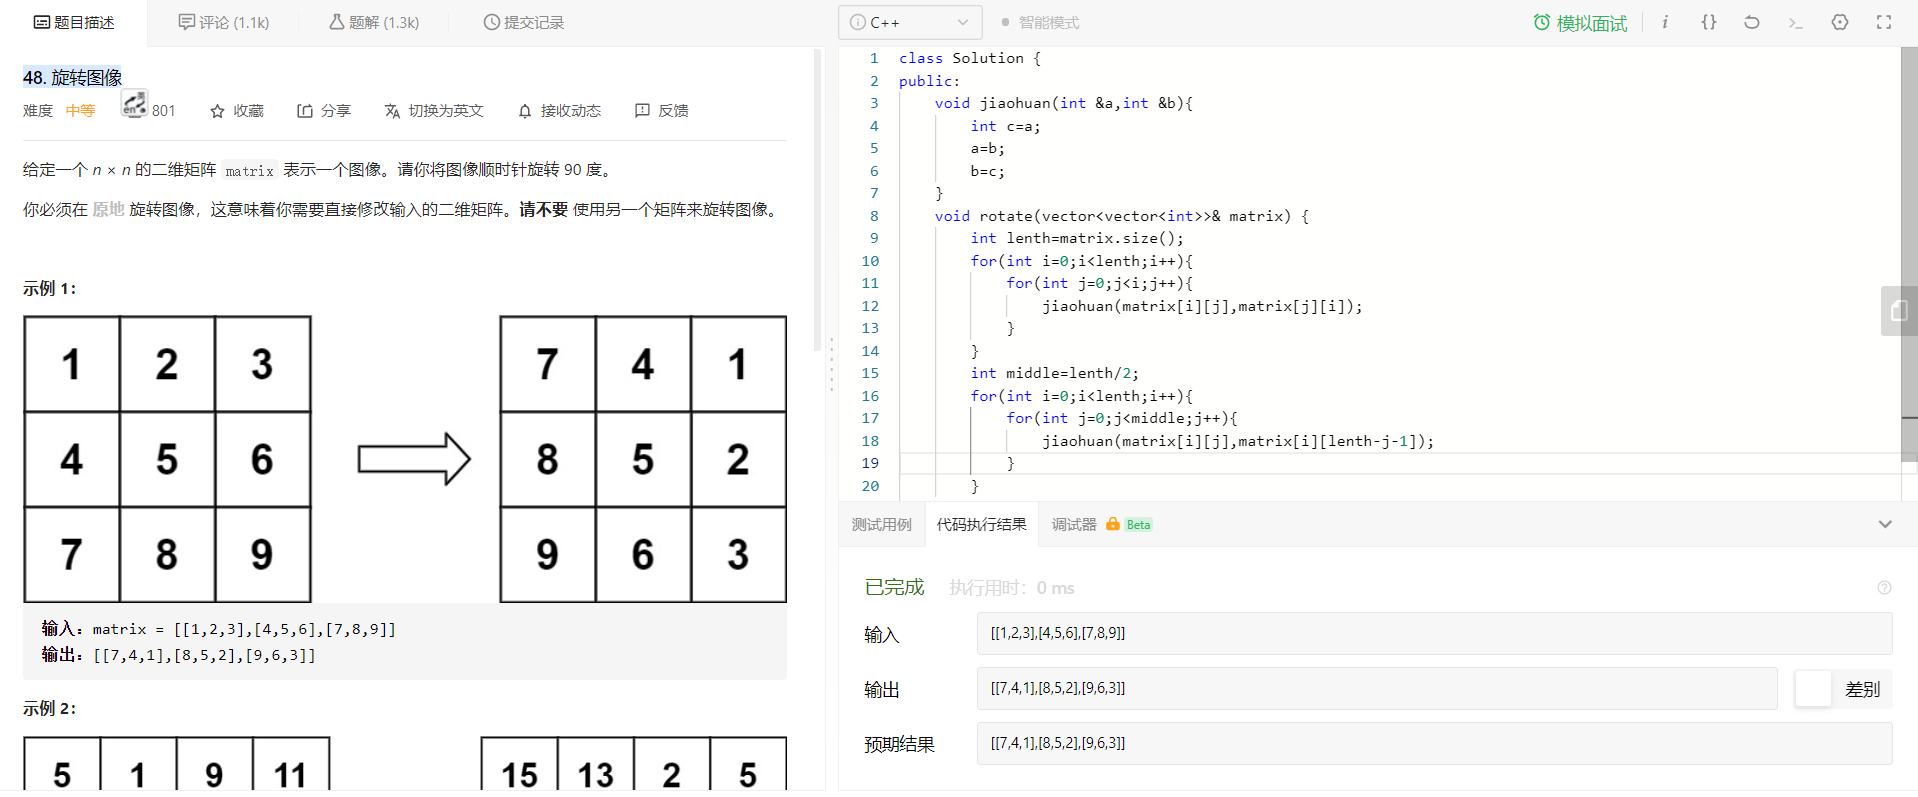 题目描述
评论 (1.1k)
题解 (1.3k)
提交记录
48. 旋转图像
难度 中等 801 收藏 分享 切换为英文 接收动态 反馈
给定一个 n × n 的二维矩阵 matrix 表示一个图像。请你将图像顺时针旋转 90 度。
你必须在 原地 旋转图像，这意味着你需要直接修改输入的二维矩阵。请不要 使用另一个矩阵来旋转图像。
示例 1：
1 2 3
4 5 6
7 8 9
7 4 1
8 5 2
9 6 3
输入：matrix = [[1,2,3],[4,5,6],[7,8,9]]
输出：[[7,4,1],[8,5,2],[9,6,3]]
示例 2：
5 1 9 11
15 13 2 5
C++
智能模式
模拟面试
1 class Solution {
2 public:
3 void jiaohuan(int &a,int &b){
4 int c=a;
5 a=b;
6 b=c;
7 }
8 void rotate(vector<vector<int>>& matrix) {
9 int lenth=matrix.size();
10 for(int i=0;i<lenth;i++){
11 for(int j=0;j<i;j++){
12 jiaohuan(matrix[i][j],matrix[j][i]);
13 }
14 }
15 int middle=lenth/2;
16 for(int i=0;i<lenth;i++){
17 for(int j=0;j<middle;j++){
18 jiaohuan(matrix[i][j],matrix[i][lenth-j-1]);
19 }
20 }
测试用例 代码执行结果 调试器 Beta
已完成 执行用时：0 ms
输入 [[1,2,3],[4,5,6],[7,8,9]]
输出 [[7,4,1],[8,5,2],[9,6,3]] 差别
预期结果 [[7,4,1],[8,5,2],[9,6,3]]